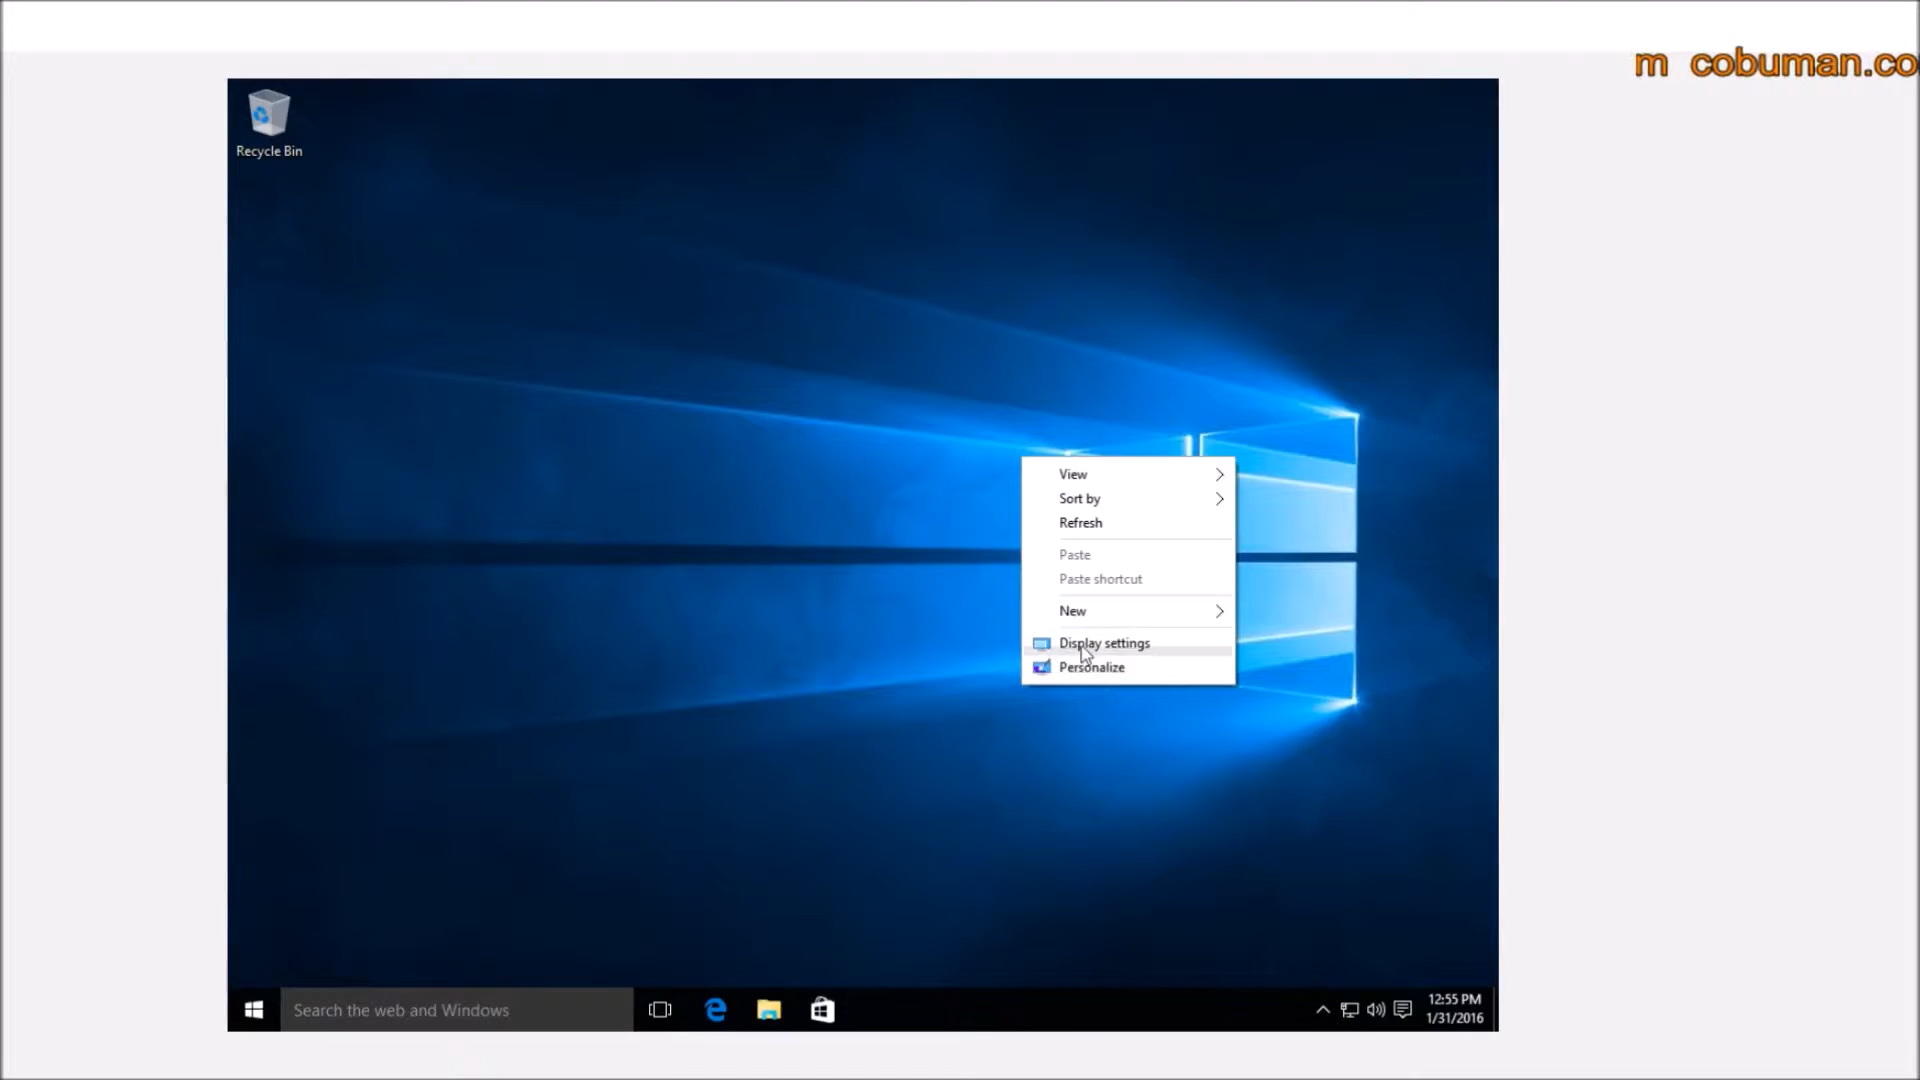 m cobuman.co
Recycle Bin
View
Sort by
Refresh
Paste
Paste shortcut
New
Display settings
Personalize
Search the web and Windows
12:55 PM
1/31/2016